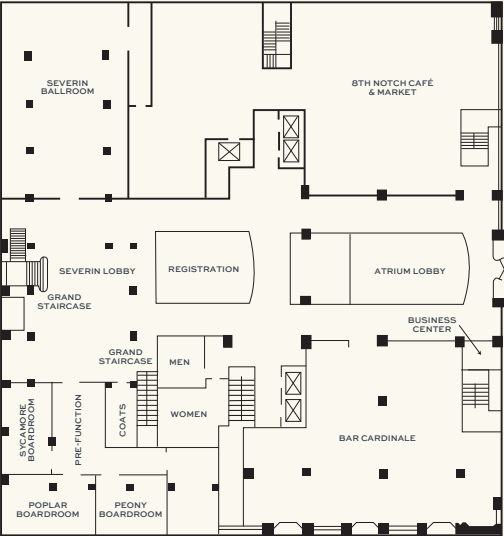 SEVERIN
BALLROOM
8TH NOTCH CAFÉ
& MARKET
SEVERIN LOBBY
REGISTRATION
ATRIUM LOBBY
GRAND
STAIRCASE
BUSINESS
CENTER
GRAND
STAIRCASE
MEN
SYCAMORE
BOARDROOM
PRE-FUNCTION
COATS
WOMEN
BAR CARDINALE
POPLAR
BOARDROOM
PEONY
BOARDROOM